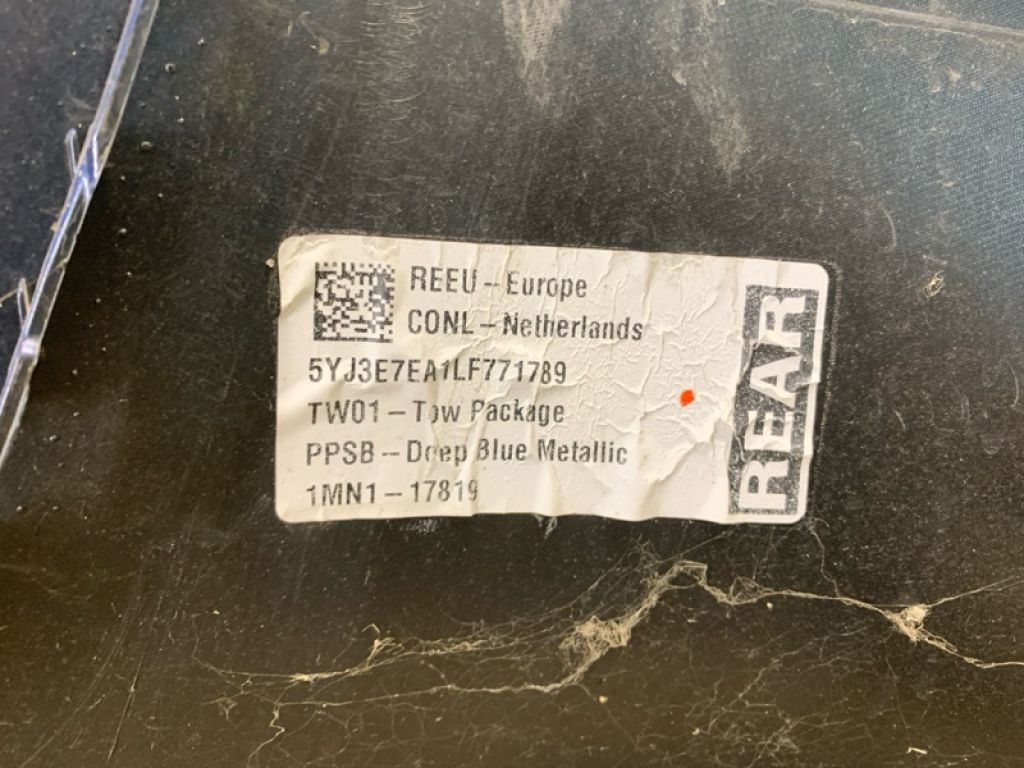 REEU – Europe
CONL – Netherlands
5YJ3E7EA1LF771789
TW01 – Tow Package
PPSB – Deep Blue Metallic
1MN1 – 17819
REAR